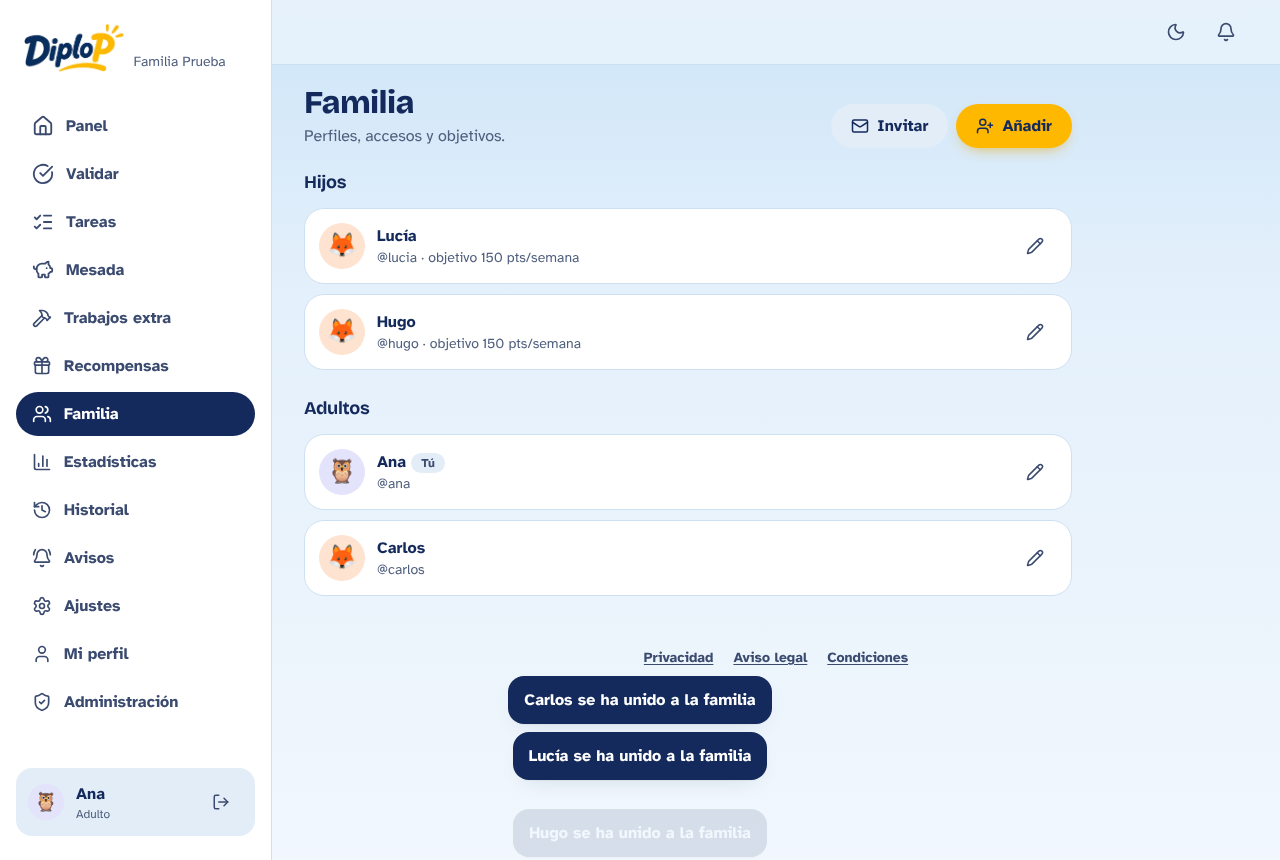 DiploP
Familia Prueba
Panel
Validar
Tareas
Mesada
Trabajos extra
Recompensas
Familia
Estadísticas
Historial
Avisos
Ajustes
Mi perfil
Administración
Ana
Adulto
Familia
Perfiles, accesos y objetivos.
Invitar
Añadir
Hijos
Lucía
@lucia · objetivo 150 pts/semana
Hugo
@hugo · objetivo 150 pts/semana
Adultos
Ana Tú
@ana
Carlos
@carlos
Privacidad Aviso legal Condiciones
Carlos se ha unido a la familia
Lucía se ha unido a la familia
Hugo se ha unido a la familia